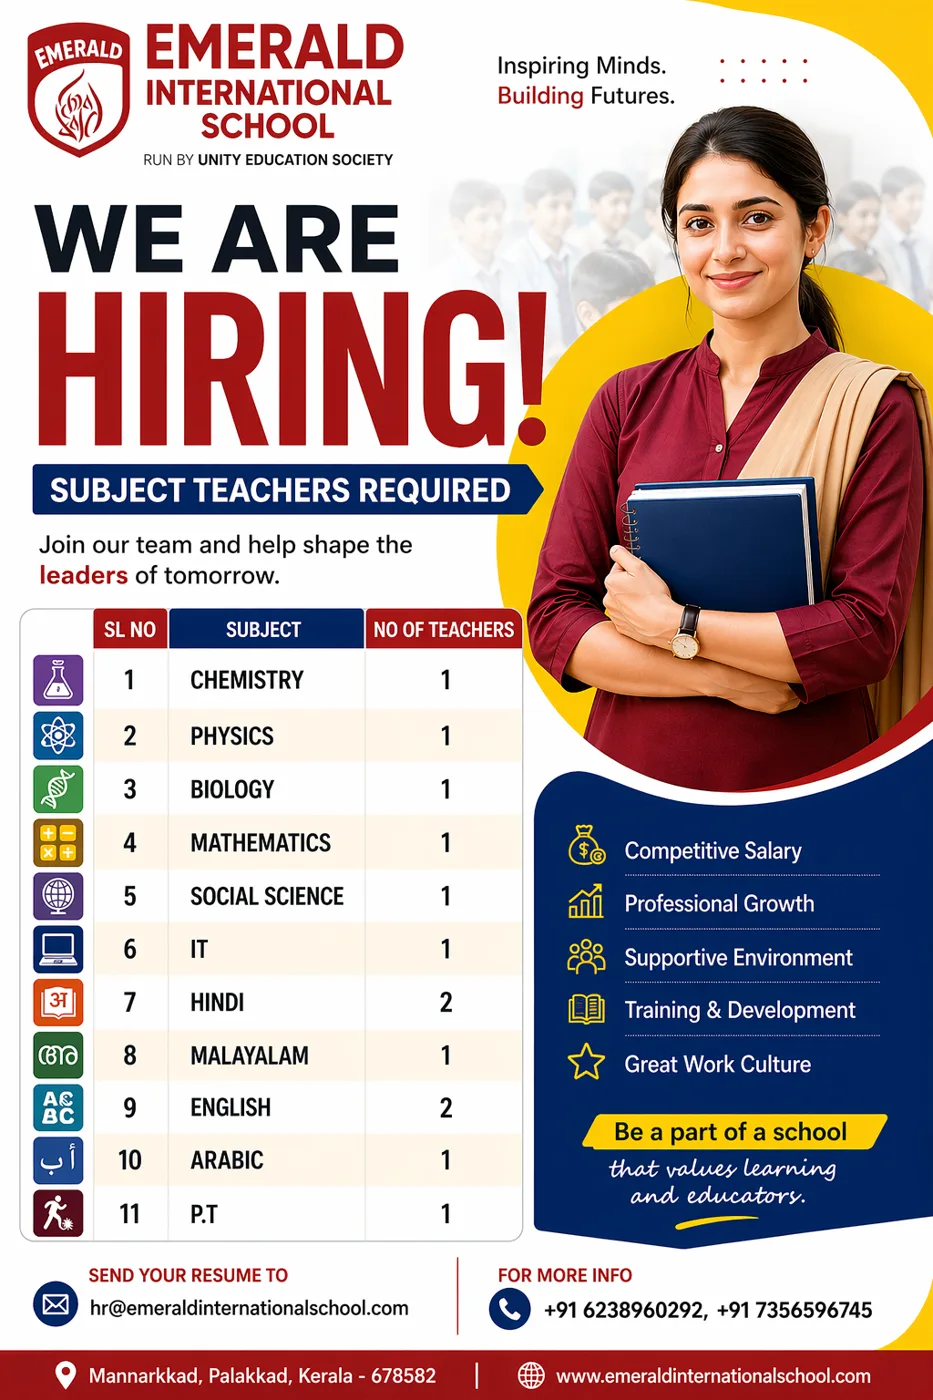 EMERALD
EMERALD
INTERNATIONAL
SCHOOL
RUN BY UNITY EDUCATION SOCIETY
Inspiring Minds.
Building Futures.
WE ARE
HIRING!
SUBJECT TEACHERS REQUIRED
Join our team and help shape the
leaders of tomorrow.
SL NO SUBJECT NO OF TEACHERS
1 CHEMISTRY 1
2 PHYSICS 1
3 BIOLOGY 1
4 MATHEMATICS 1
5 SOCIAL SCIENCE 1
6 IT 1
अ 7 HINDI 2
അ 8 MALAYALAM 1
9 ENGLISH 2
أ ب 10 ARABIC 1
11 P.T 1
Competitive Salary
Professional Growth
Supportive Environment
Training & Development
Great Work Culture
Be a part of a school
that values learning
and educators.
SEND YOUR RESUME TO
hr@emeraldinternationalschool.com
FOR MORE INFO
+91 6238960292, +91 7356596745
Mannarkkad, Palakkad, Kerala - 678582 | www.emeraldinternationalschool.com